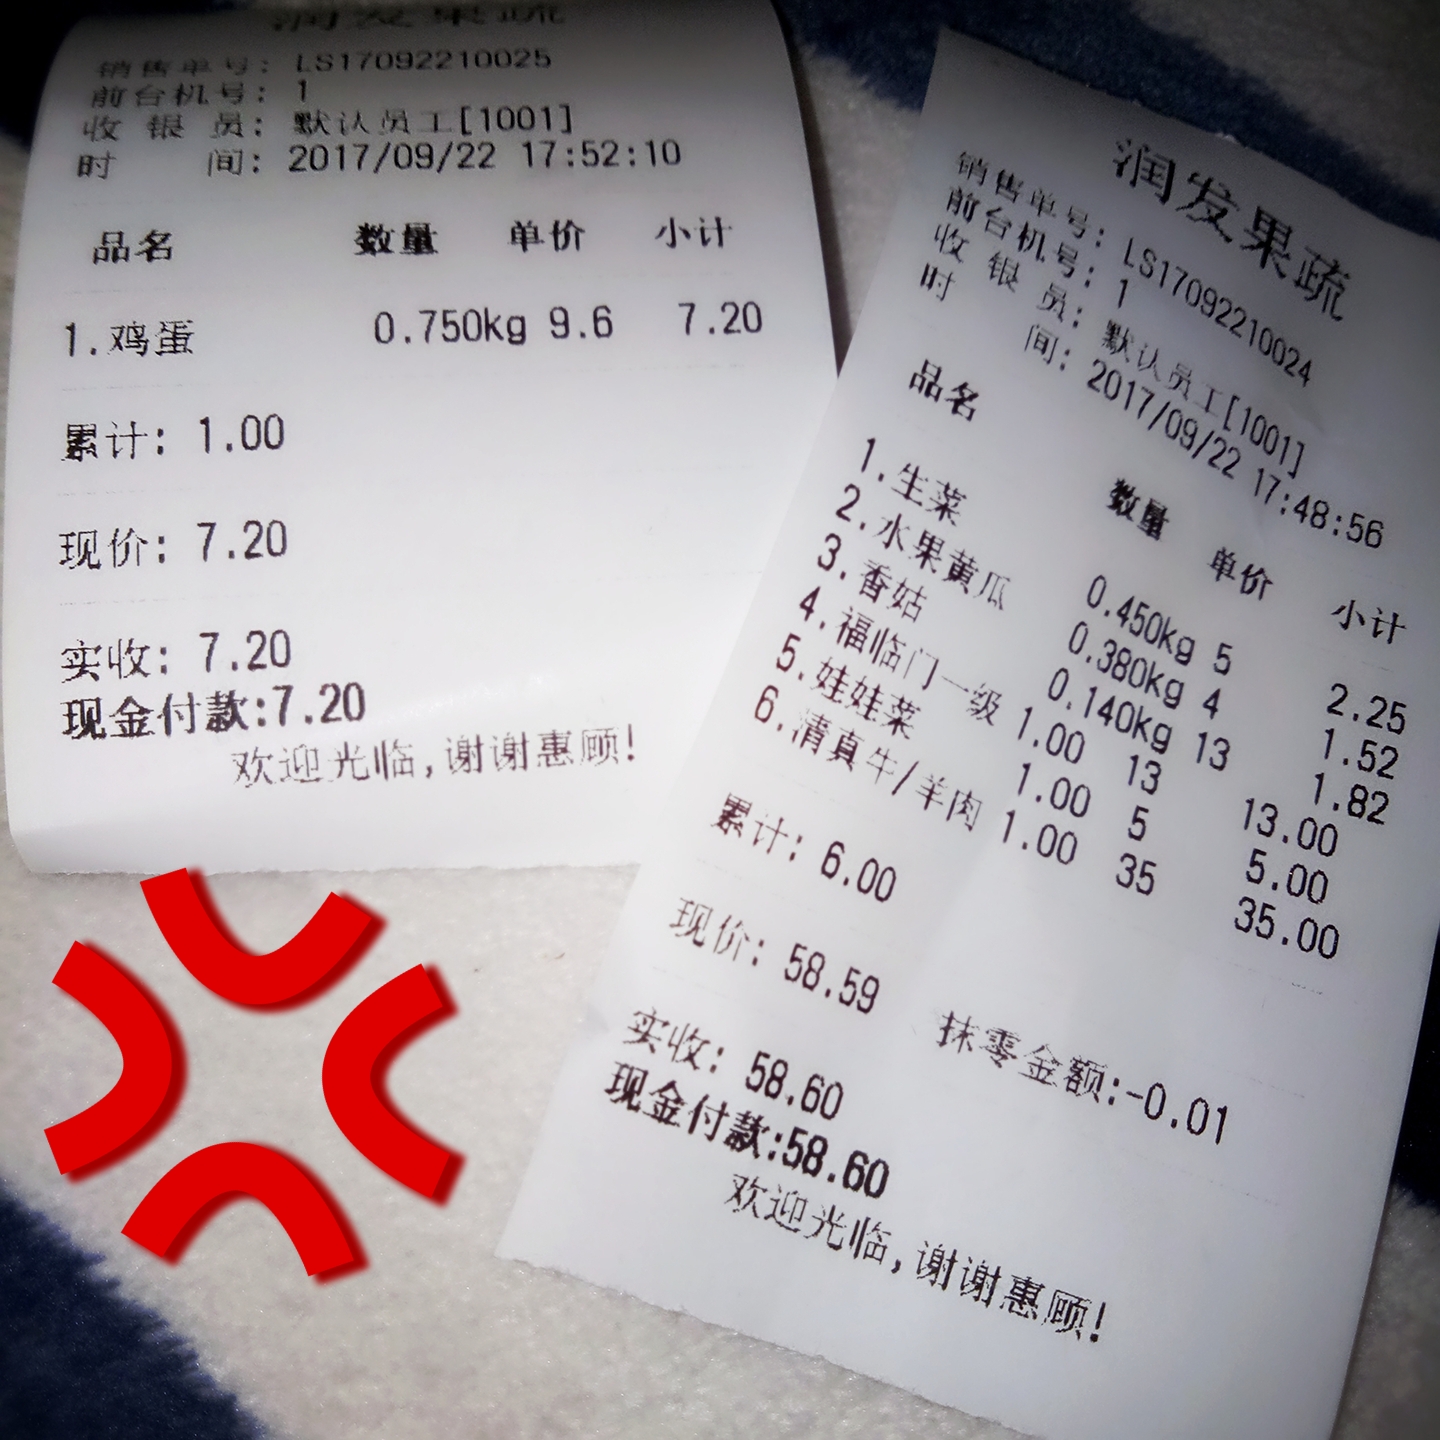 润发果疏
销售单号: LS17092210025
前台机号: 1
收 银 员: 默认员工[1001]
时 间: 2017/09/22 17:52:10
品名 数量 单价 小计
1.鸡蛋 0.750kg 9.6 7.20
累计: 1.00
现价: 7.20
实收: 7.20
现金付款:7.20
欢迎光临,谢谢惠顾!
润发果疏
销售单号: LS17092210024
前台机号: 1
收 银 员: 默认员工[1001]
时 间: 2017/09/22 17:48:56
品名 数量 单价 小计
1.生菜 0.450kg 5 2.25
2.水果黄瓜 0.380kg 4 1.52
3.香菇 0.140kg 13 1.82
4.福临门一级 1.00 13 13.00
5.娃娃菜 1.00 5 5.00
6.清真牛/羊肉 1.00 35 35.00
累计: 6.00
现价: 58.59 抹零金额:-0.01
实收: 58.60
现金付款:58.60
欢迎光临,谢谢惠顾!